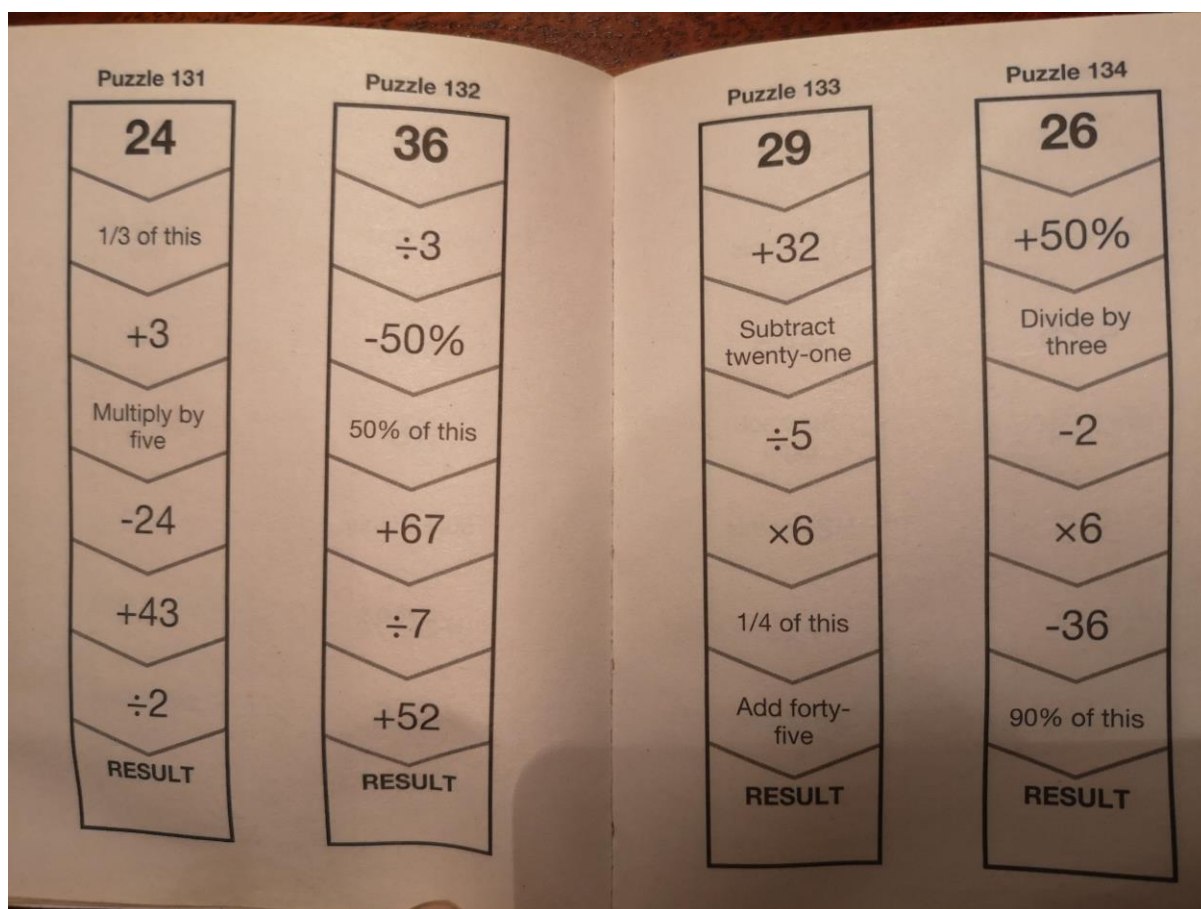 Puzzle 131
24
1/3 of this
+3
Multiply by
five
-24
+43
÷2
RESULT
Puzzle 132
36
÷3
-50%
50% of this
+67
÷7
+52
RESULT
Puzzle 133
29
+32
Subtract
twenty-one
÷5
×6
1/4 of this
Add forty-
five
RESULT
Puzzle 134
26
+50%
Divide by
three
-2
×6
-36
90% of this
RESULT